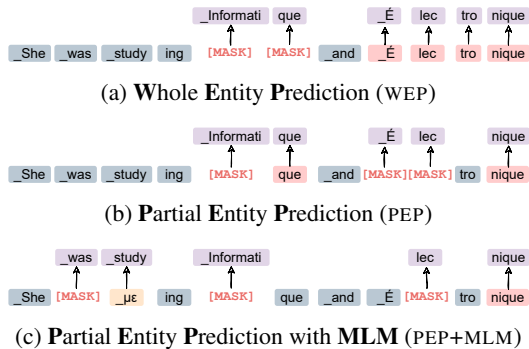 _Informati que _É lec tro nique
_She _was _study ing [MASK] [MASK] _and _É lec tro nique
(a) Whole Entity Prediction (WEP)
_Informati que _É lec nique
_She _was _study ing [MASK] que _and [MASK] [MASK] tro nique
(b) Partial Entity Prediction (PEP)
_was _study _Informati lec nique
_She [MASK] _με ing [MASK] que _and _É [MASK] tro nique
(c) Partial Entity Prediction with MLM (PEP+MLM)